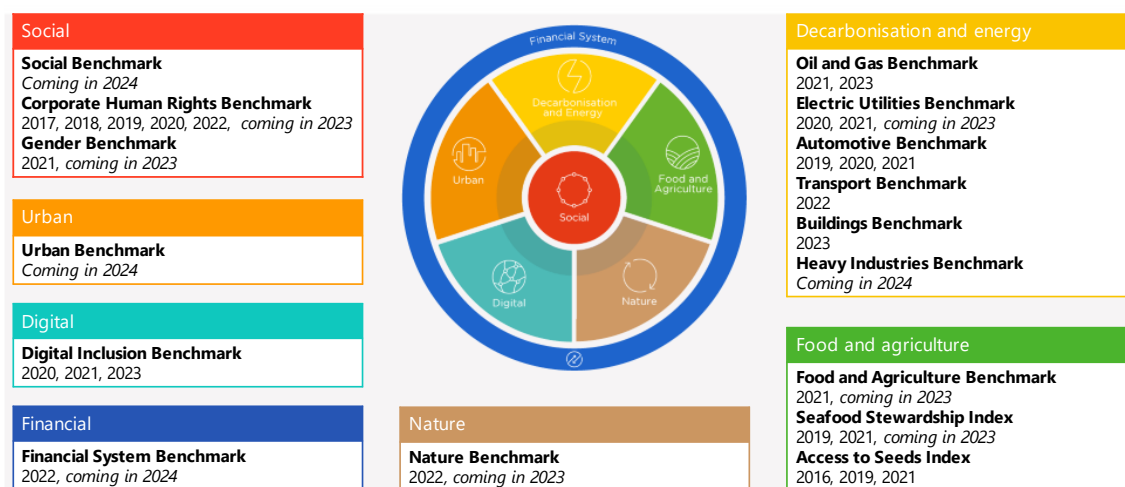 Social
Social Benchmark
Coming in 2024
Corporate Human Rights Benchmark
2017, 2018, 2019, 2020, 2022, coming in 2023
Gender Benchmark
2021, coming in 2023
Urban
Urban Benchmark
Coming in 2024
Digital
Digital Inclusion Benchmark
2020, 2021, 2023
Financial
Financial System Benchmark
2022, coming in 2024
Financial System
Decarbonisation
and Energy
Urban
Food and
Agriculture
Social
Digital
Nature
Nature
Nature Benchmark
2022, coming in 2023
Decarbonisation and energy
Oil and Gas Benchmark
2021, 2023
Electric Utilities Benchmark
2020, 2021, coming in 2023
Automotive Benchmark
2019, 2020, 2021
Transport Benchmark
2022
Buildings Benchmark
2023
Heavy Industries Benchmark
Coming in 2024
Food and agriculture
Food and Agriculture Benchmark
2021, coming in 2023
Seafood Stewardship Index
2019, 2021, coming in 2023
Access to Seeds Index
2016, 2019, 2021